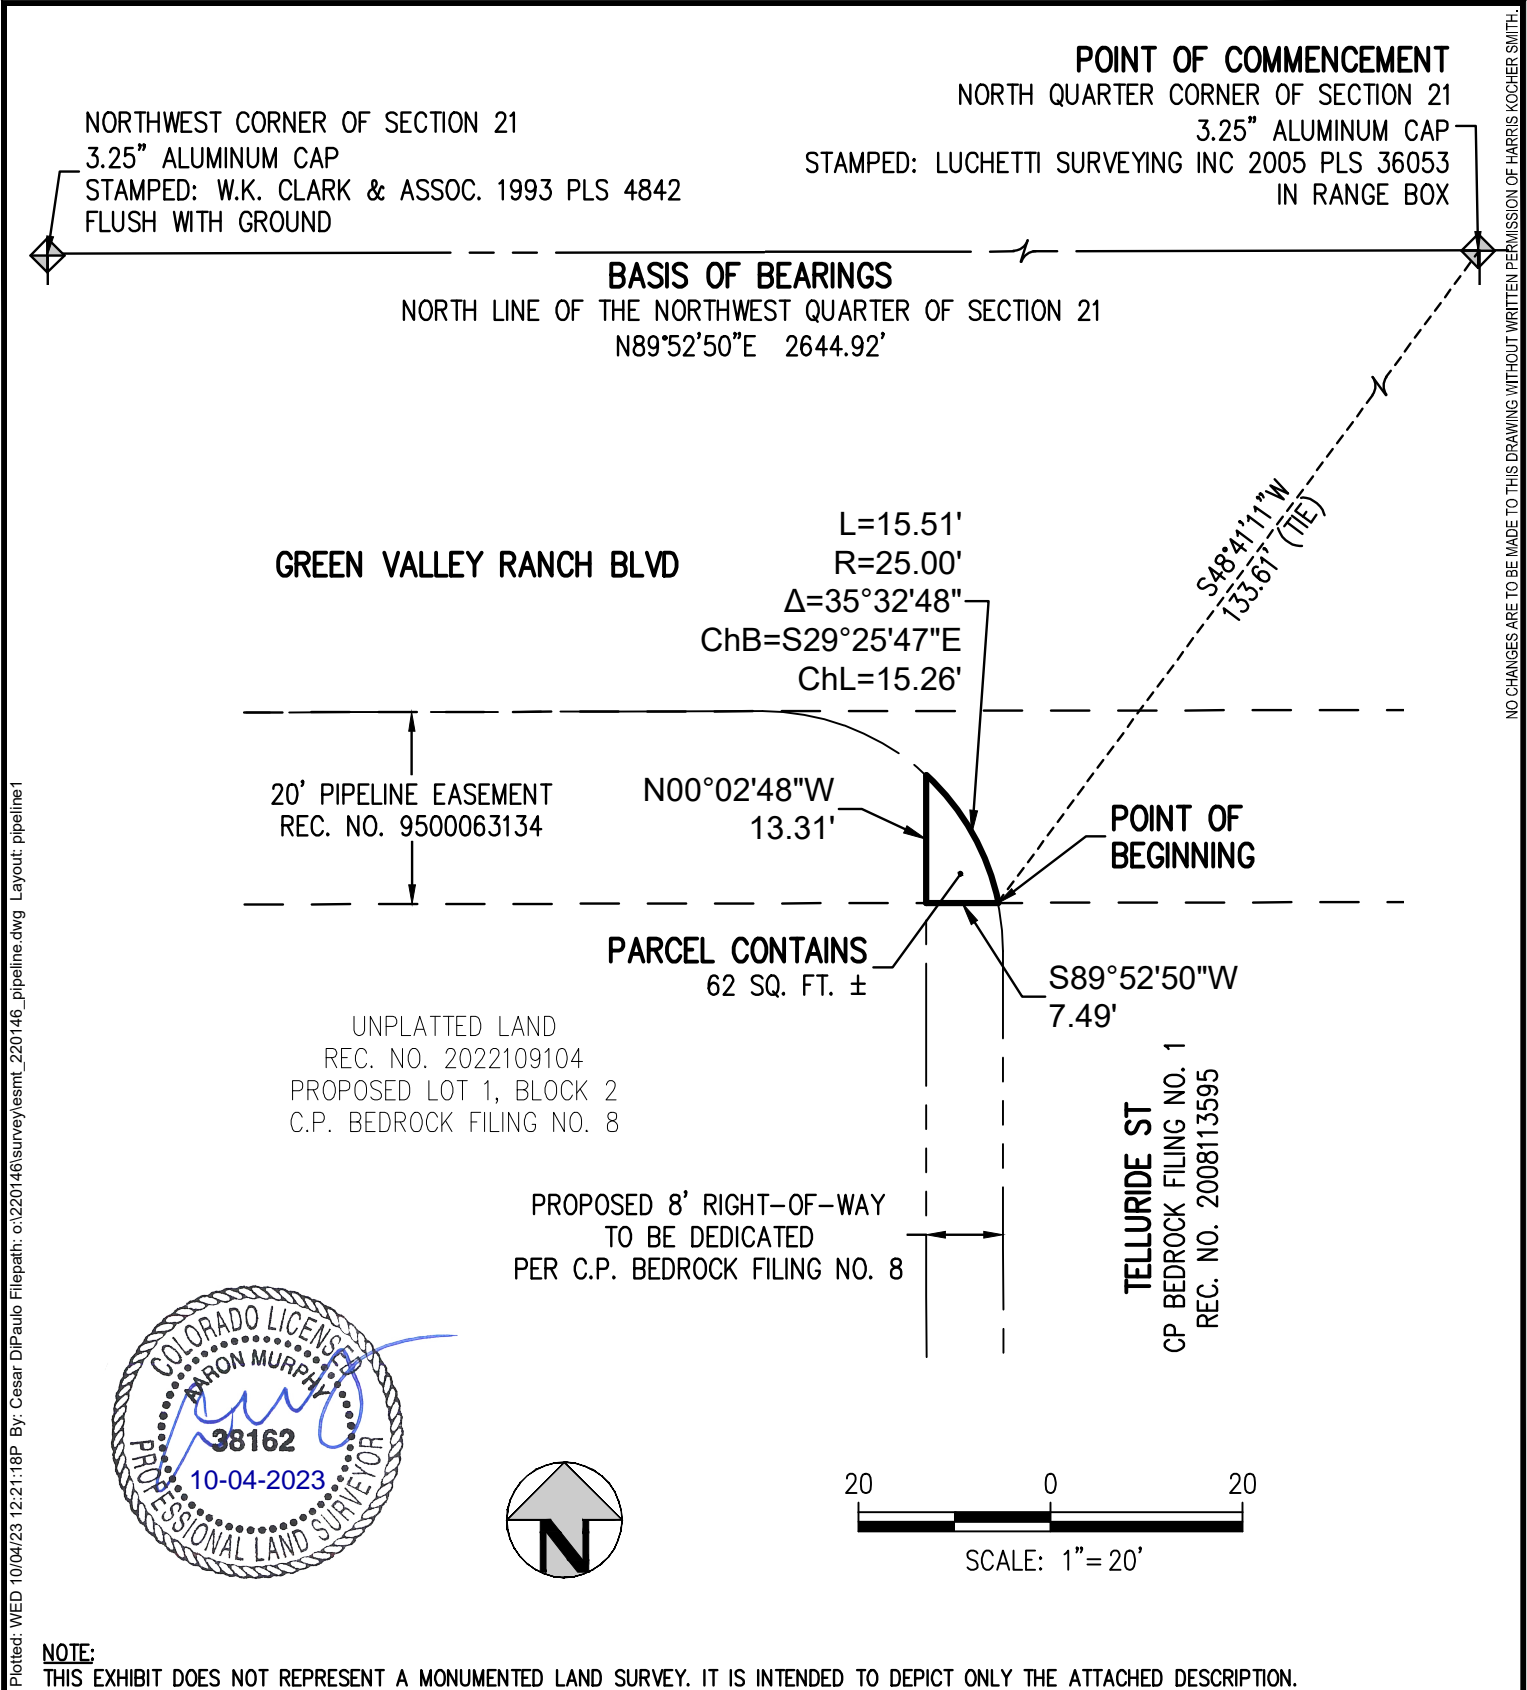 POINT OF COMMENCEMENT
NORTH QUARTER CORNER OF SECTION 21
3.25" ALUMINUM CAP
STAMPED: LUCHETTI SURVEYING INC 2005 PLS 36053
IN RANGE BOX
NORTHWEST CORNER OF SECTION 21
3.25" ALUMINUM CAP
STAMPED: W.K. CLARK & ASSOC. 1993 PLS 4842
FLUSH WITH GROUND
BASIS OF BEARINGS
NORTH LINE OF THE NORTHWEST QUARTER OF SECTION 21
N89°52'50"E 2644.92'
S48°41'11"W
133.61' (TIE)
GREEN VALLEY RANCH BLVD
L=15.51'
R=25.00'
Δ=35°32'48"
ChB=S29°25'47"E
ChL=15.26'
20' PIPELINE EASEMENT
REC. NO. 9500063134
N00°02'48"W
13.31'
POINT OF
BEGINNING
PARCEL CONTAINS
62 SQ. FT. ±
S89°52'50"W
7.49'
UNPLATTED LAND
REC. NO. 2022109104
PROPOSED LOT 1, BLOCK 2
C.P. BEDROCK FILING NO. 8
PROPOSED 8' RIGHT-OF-WAY
TO BE DEDICATED
PER C.P. BEDROCK FILING NO. 8
TELLURIDE ST
CP BEDROCK FILING NO. 1
REC. NO. 2008113595
COLORADO LICENSED
AARON MURPHY
38162
10-04-2023
PROFESSIONAL LAND SURVEYOR
N
20 0 20
SCALE: 1"=20'
NOTE:
THIS EXHIBIT DOES NOT REPRESENT A MONUMENTED LAND SURVEY. IT IS INTENDED TO DEPICT ONLY THE ATTACHED DESCRIPTION.
Plotted: WED 10/04/23 12:21:18P By: Cesar DiPaulo Filepath: o:\220146\survey\esmt_220146_pipeline.dwg Layout: pipeline1
NO CHANGES ARE TO BE MADE TO THIS DRAWING WITHOUT WRITTEN PERMISSION OF HARRIS KOCHER SMITH.